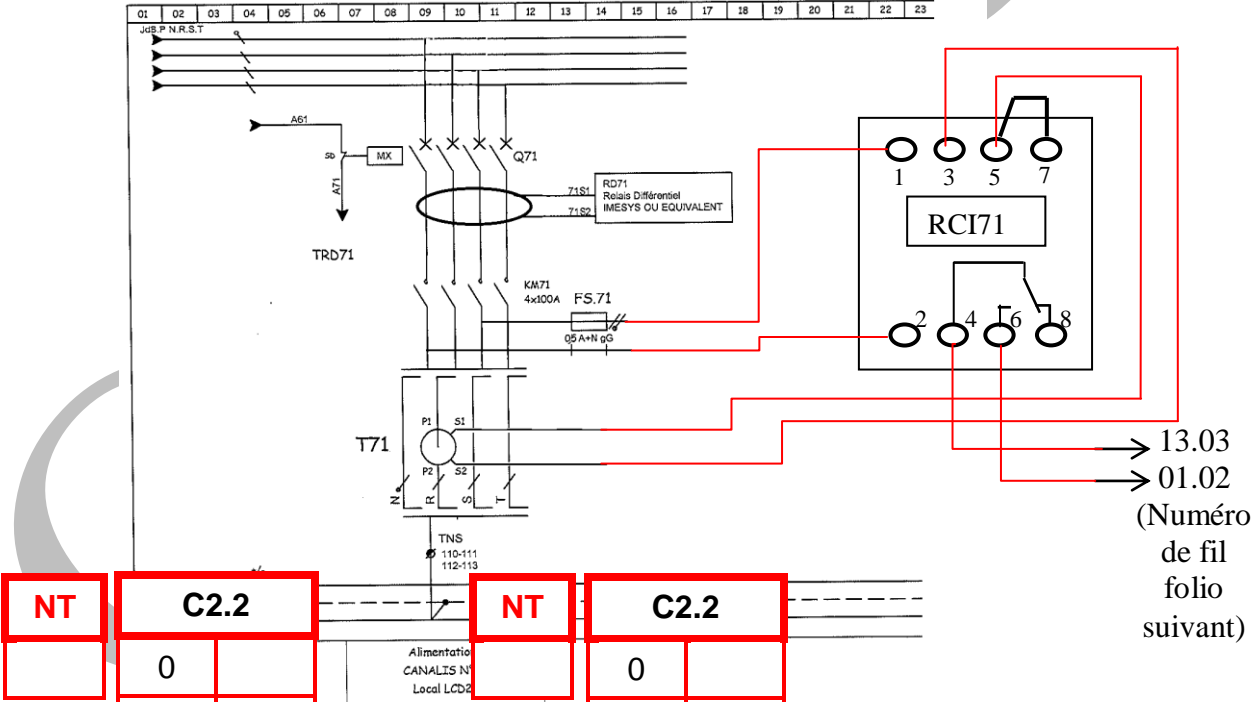 01 02 03 04 05 06 07 08 09 10 11 12 13 14 15 16 17 18 19 20 21 22 23
JdB.P N.R.S.T
A61
SD
MX
A71
Q71
71S1
71S2
RD71
Relais Différentiel
IMESYS OU EQUIVALENT
TRD71
KM71
4x100A
FS.71
05 A+N gG
1 3 5 7
RCI71
2 4 6 8
T71
P1 S1
P2 S2
N R S T
13.03
01.02
(Numéro
de fil
folio
suivant)
TNS
110-111
112-113
NT C2.2 NT C2.2
0 0
Alimentatio
CANALIS N°
Local LCD2